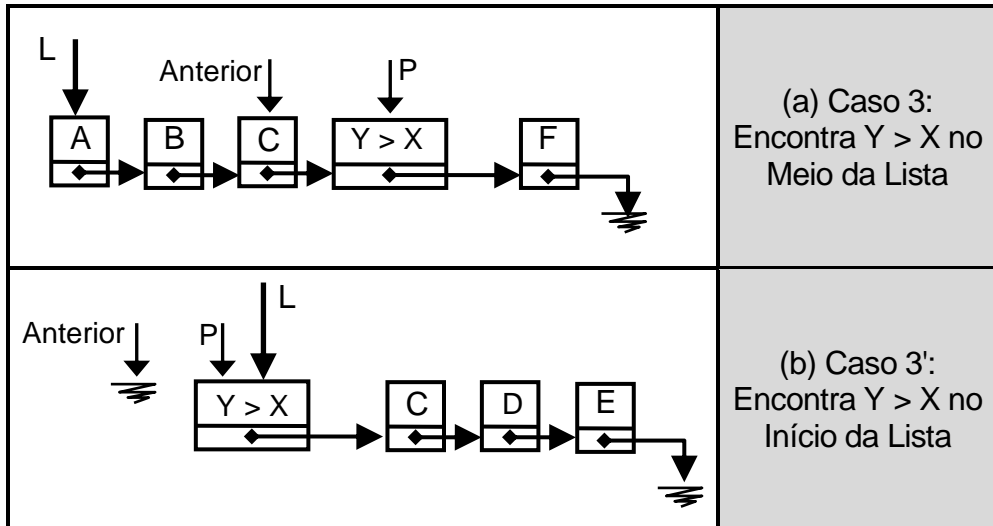 L
Anterior
P
A
B
C
Y > X
F
(a) Caso 3:
Encontra Y > X no
Meio da Lista
L
Anterior
P
Y > X
C
D
E
(b) Caso 3':
Encontra Y > X no
Início da Lista